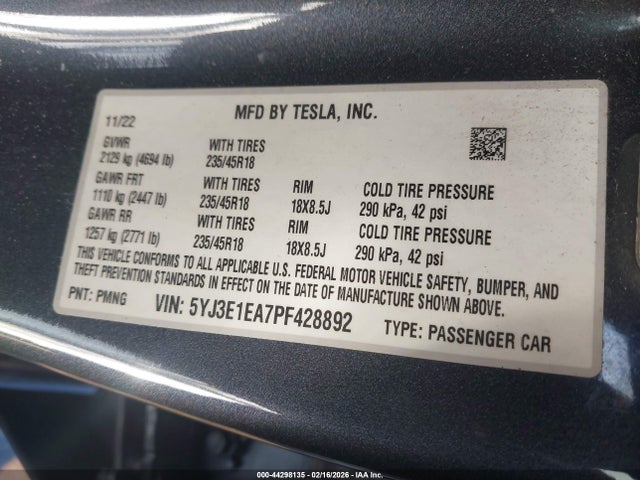 MFD BY TESLA, INC.
11/22
GVWR WITH TIRES
2129 kg (4694 lb) 235/45R18
GAWR FRT WITH TIRES RIM COLD TIRE PRESSURE
1110 kg (2447 lb) 235/45R18 18X8.5J 290 kPa, 42 psi
GAWR RR WITH TIRES RIM COLD TIRE PRESSURE
1257 kg (2771 lb) 235/45R18 18X8.5J 290 kPa, 42 psi
THIS VEHICLE CONFORMS TO ALL APPLICABLE U.S. FEDERAL MOTOR VEHICLE SAFETY, BUMPER, AND
THEFT PREVENTION STANDARDS IN EFFECT ON THE DATE OF MANUFACTURE SHOWN ABOVE.
PNT: PMNG VIN: 5YJ3E1EA7PF428892 TYPE: PASSENGER CAR
000-44298135 - 02/16/2026 - IAA Inc.